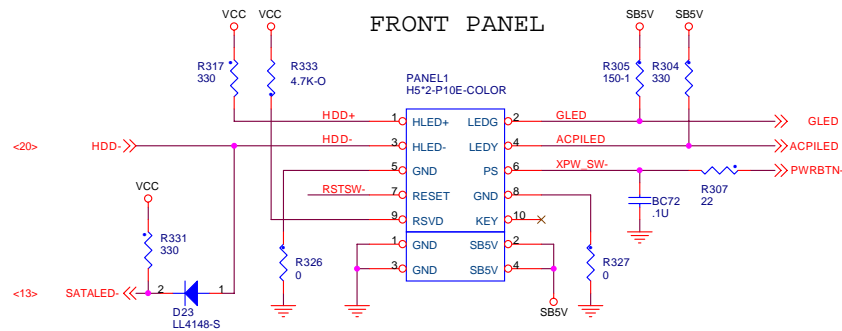 FRONT PANEL
VCC VCC SB5V SB5V
R317
330
R333
4.7K-O
R305
150-1
R304
330
PANEL1
H5*2-P10E-COLOR
HDD+ 1 HLED+ LEDG 2 GLED GLED
<20> HDD- HDD- 3 HLED- LEDY 4 ACPILED ACPILED
5 GND PS 6 XPW_SW- PWRBTN-
RSTSW- 7 RESET GND 8
R307
22
BC72
.1U
9 RSVD KEY 10
1 GND SB5V 2
3 GND SB5V 4
VCC
R331
330
R326
0
R327
0
<13> SATALED- 2 1
D23
LL4148-S
SB5V